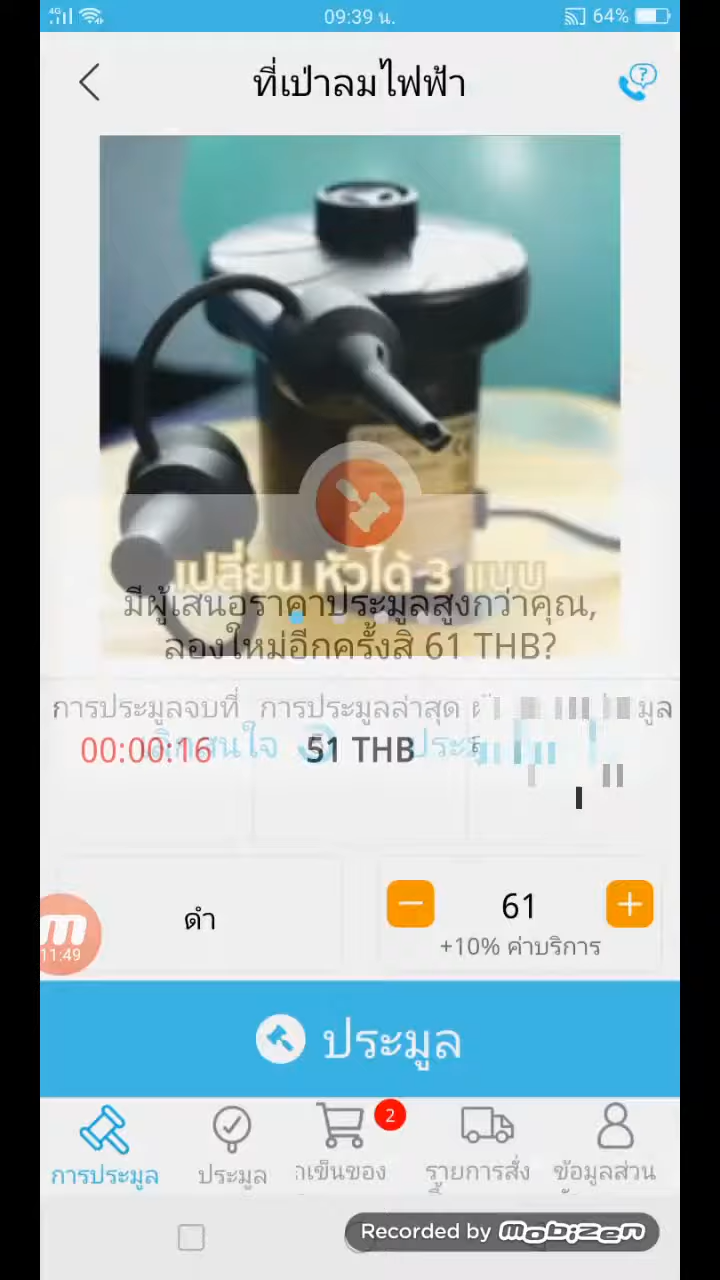 4G
09:39 น.
64%
ที่เป่าลมไฟฟ้า
เปลี่ยน หัวได้ 3 แบบ
มีผู้เสนอราคาประมูลสูงกว่าคุณ,
ลองใหม่อีกครั้งสิ 61 THB?
การประมูลจบที่ การประมูลล่าสุด
00:00:16 51 THB
ดำ
61
+10% ค่าบริการ
11:49
ประมูล
2
การประมูล ประมูล รายการสั่ง ข้อมูลส่วน
Recorded by mobizen